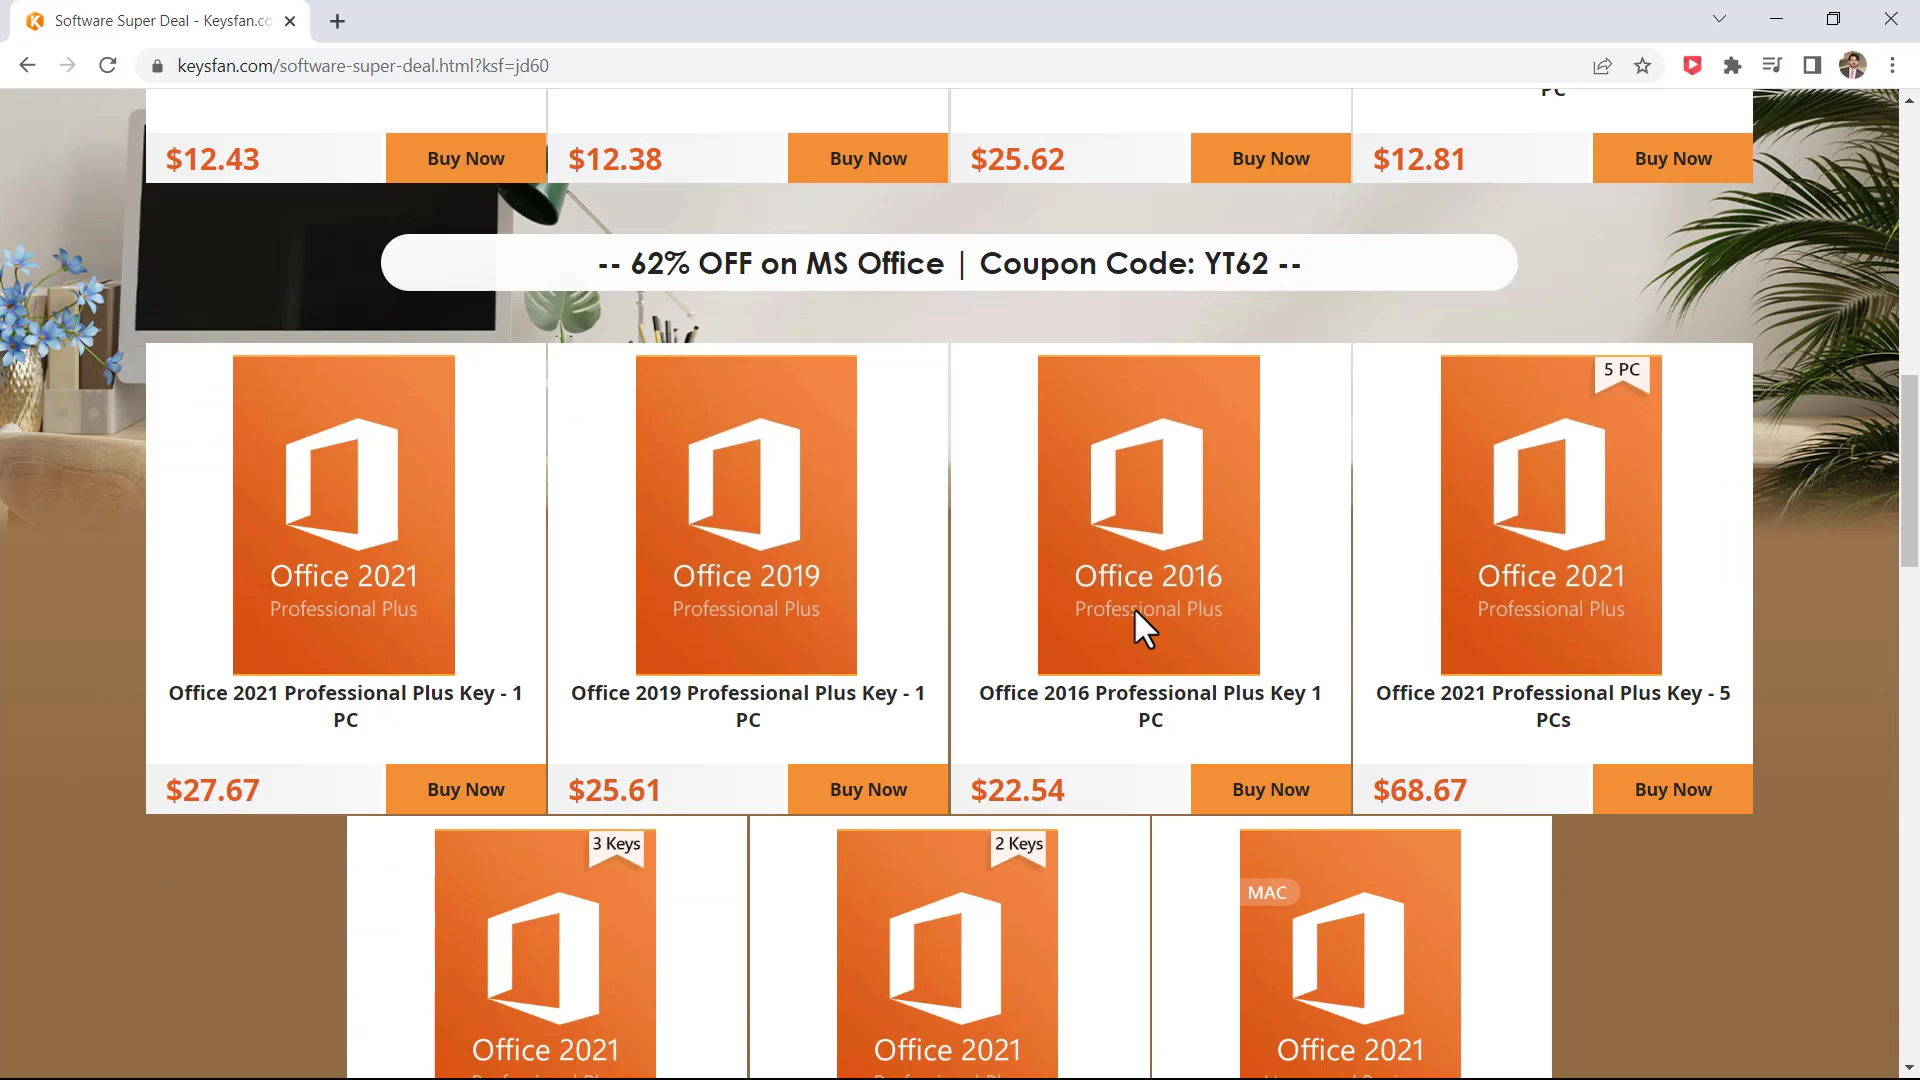 Software Super Deal - Keysfan.co
keysfan.com/software-super-deal.html?ksf=jd60
PC
$12.43
Buy Now
$12.38
Buy Now
$25.62
Buy Now
$12.81
Buy Now
-- 62% OFF on MS Office | Coupon Code: YT62 --
Office 2021
Professional Plus
Office 2021 Professional Plus Key - 1
PC
$27.67
Buy Now
Office 2019
Professional Plus
Office 2019 Professional Plus Key - 1
PC
$25.61
Buy Now
Office 2016
Professional Plus
Office 2016 Professional Plus Key 1
PC
$22.54
Buy Now
5 PC
Office 2021
Professional Plus
Office 2021 Professional Plus Key - 5
PCs
$68.67
Buy Now
3 Keys
Office 2021
2 Keys
Office 2021
MAC
Office 2021